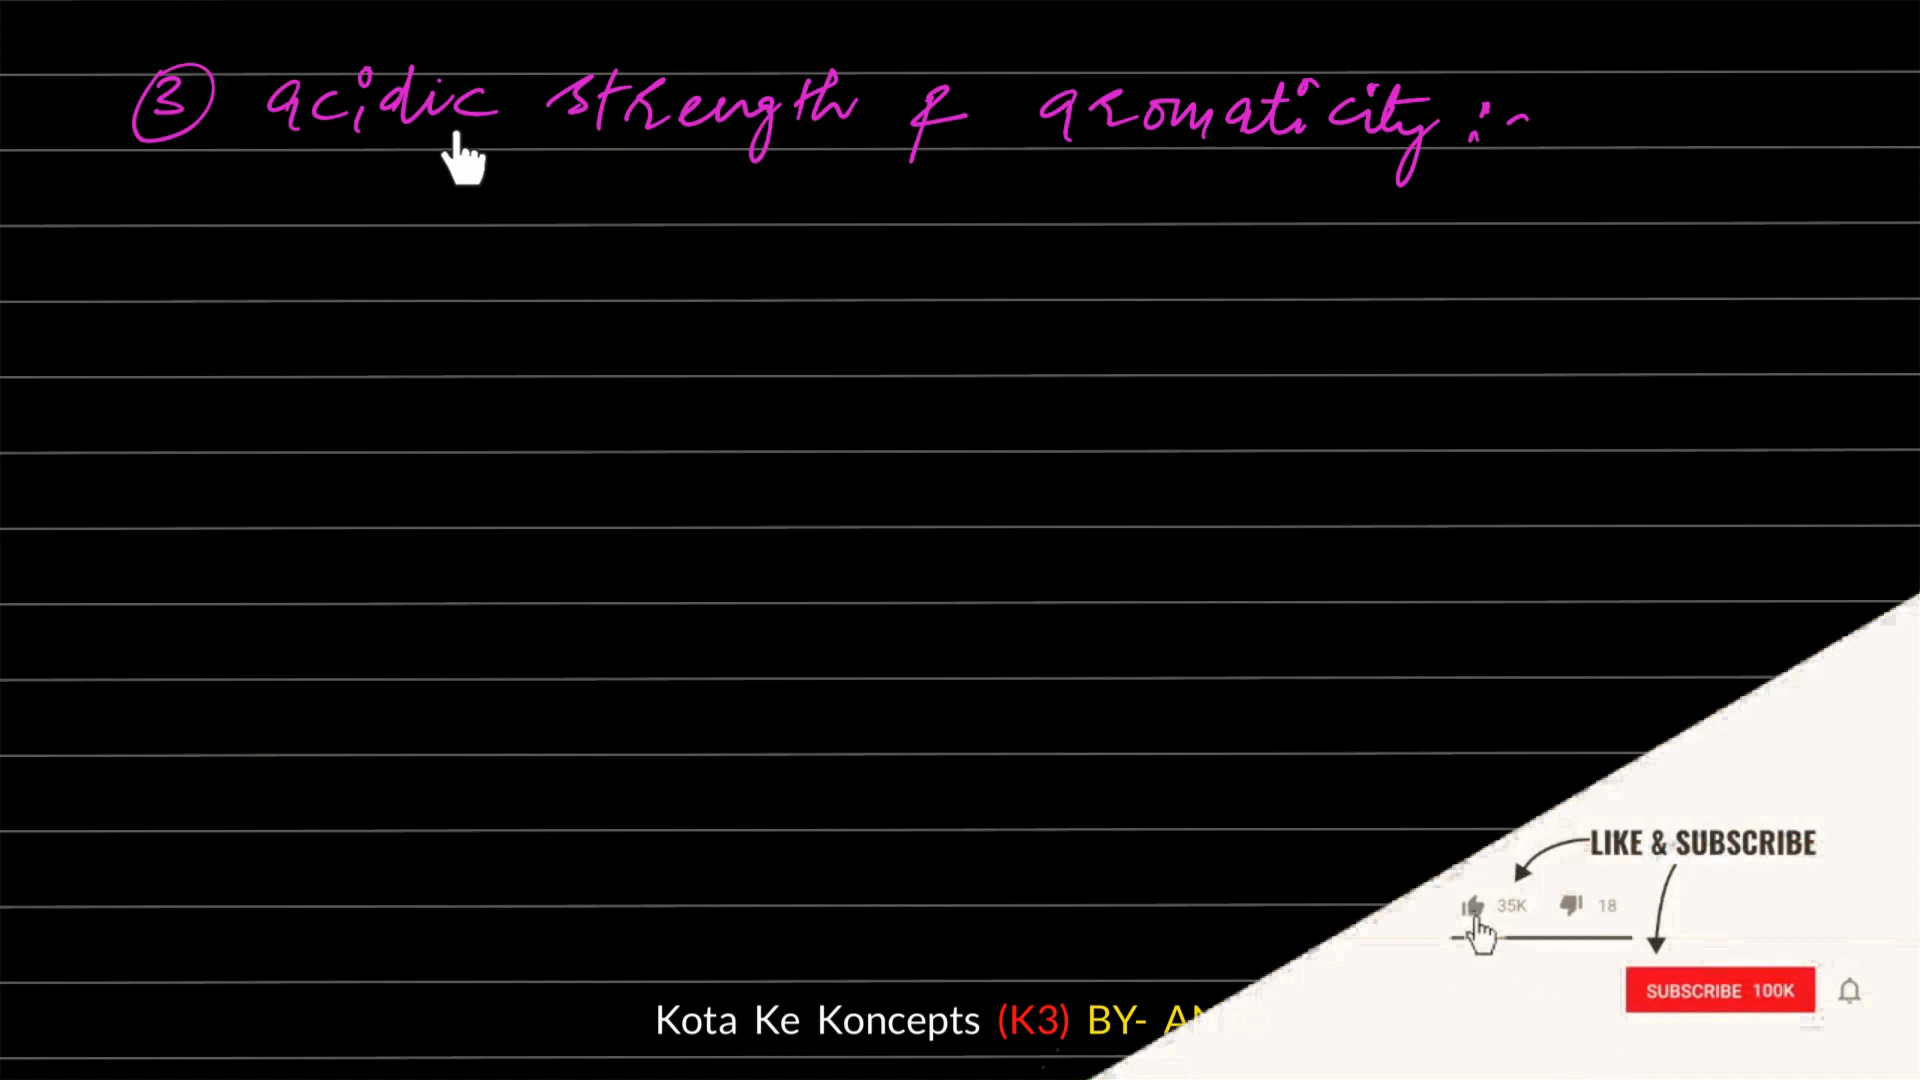 ③ acidic strength & aromaticity :-
LIKE & SUBSCRIBE
35K 18
SUBSCRIBE 100K
Kota Ke Koncepts (K3) BY-